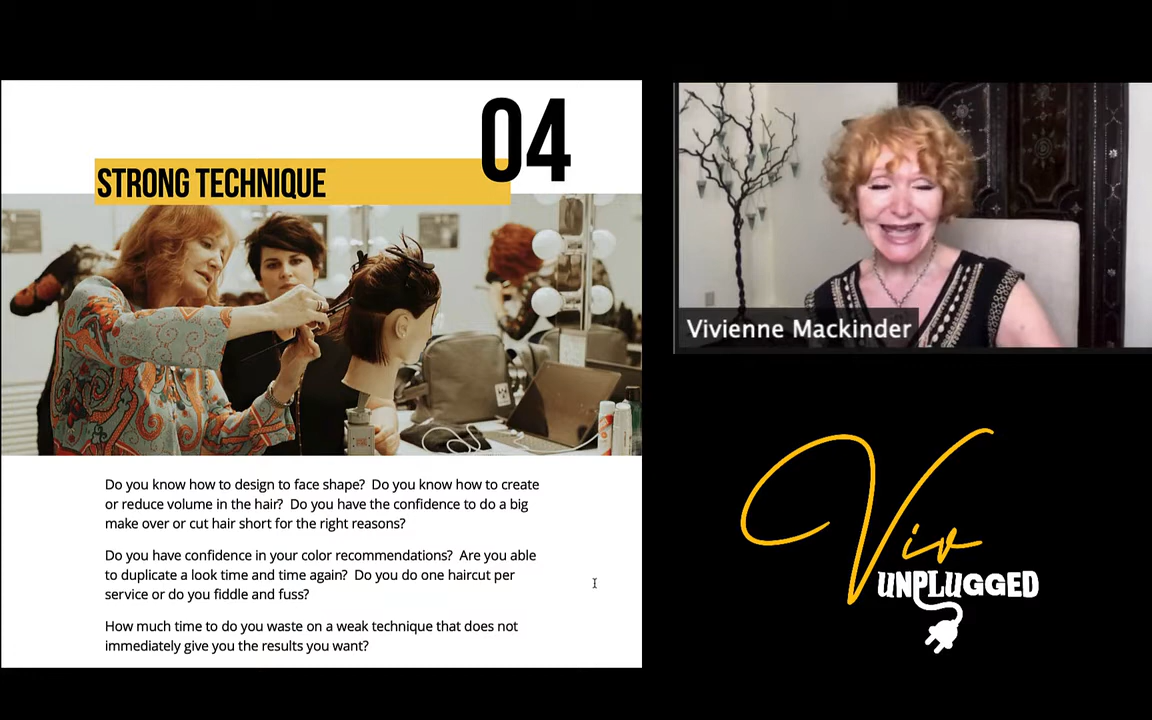 04
STRONG TECHNIQUE
Do you know how to design to face shape? Do you know how to create
or reduce volume in the hair? Do you have the confidence to do a big
make over or cut hair short for the right reasons?
Do you have confidence in your color recommendations? Are you able
to duplicate a look time and time again? Do you do one haircut per
service or do you fiddle and fuss?
How much time to do you waste on a weak technique that does not
immediately give you the results you want?
Vivienne Mackinder
Viv
UNPLUGGED